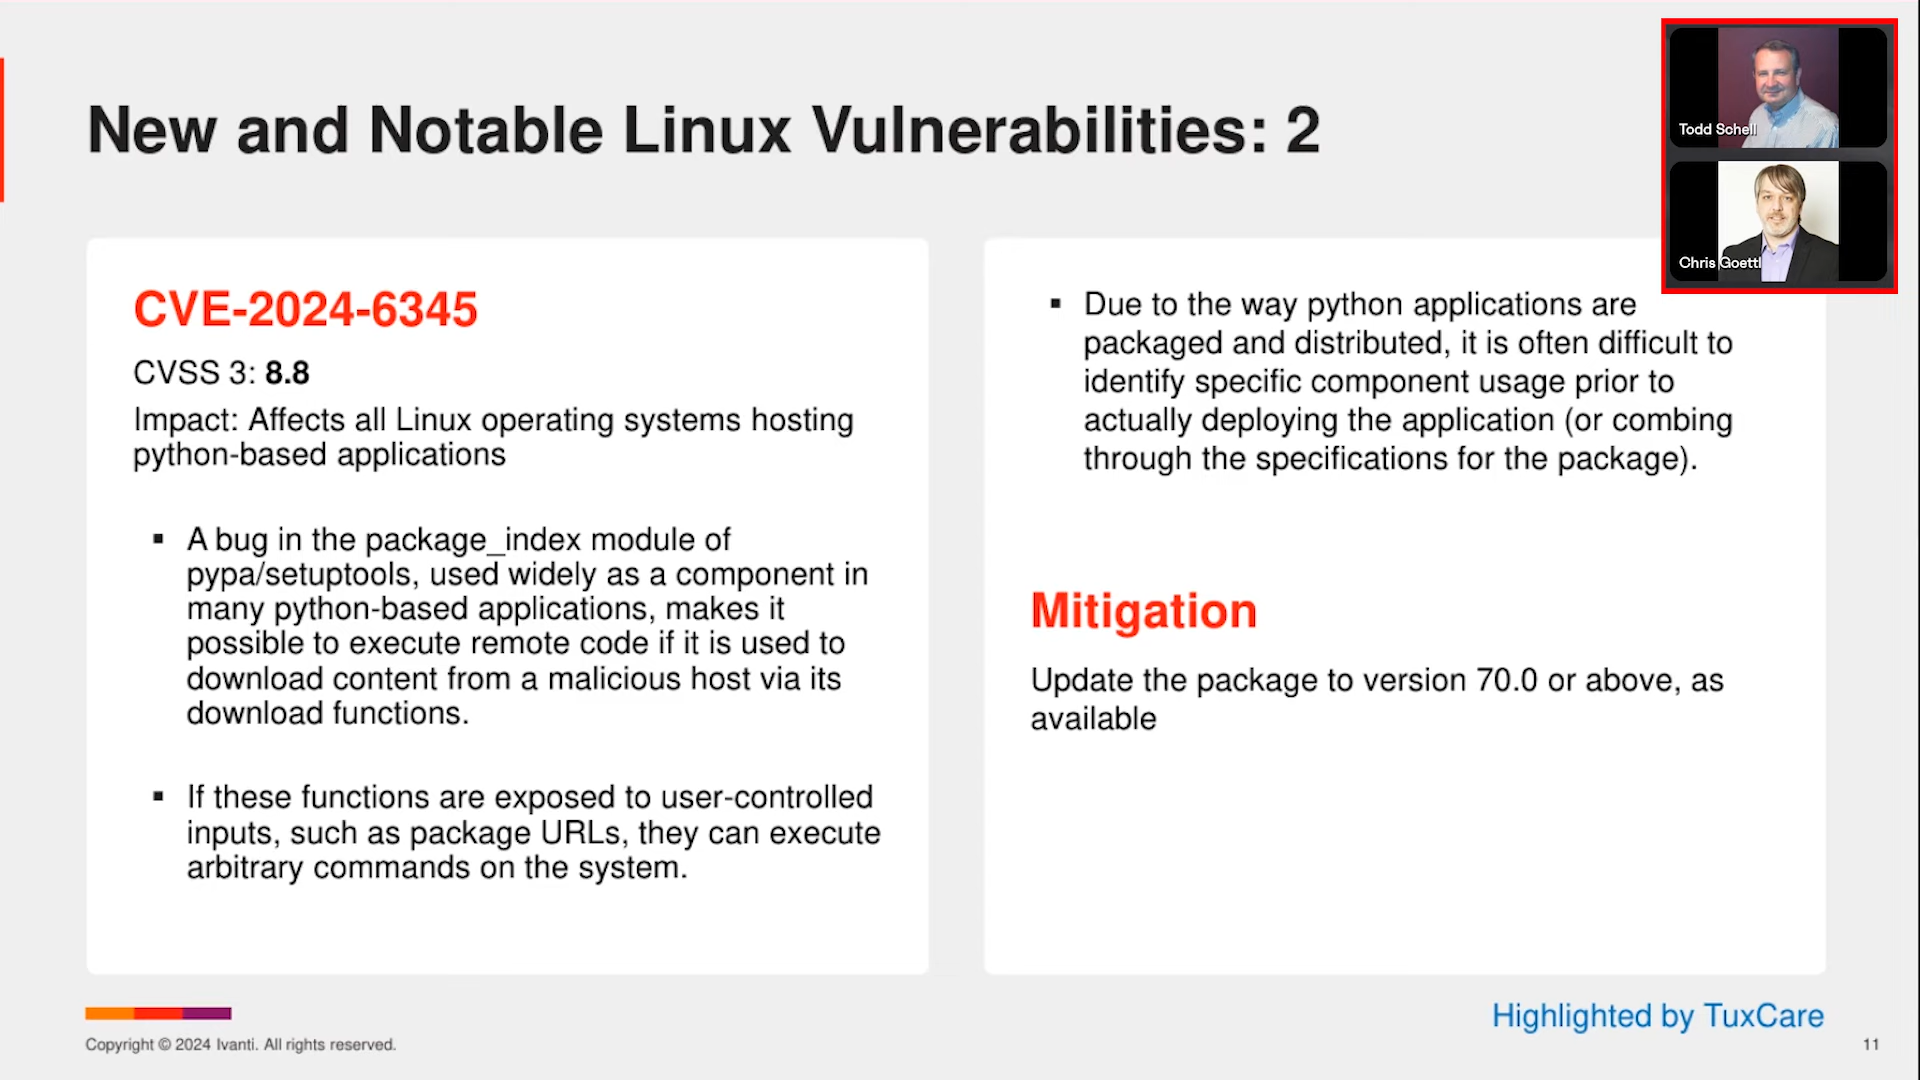 New and Notable Linux Vulnerabilities: 2
Todd Schell
Chris Goettl
CVE-2024-6345
CVSS 3: 8.8
Impact: Affects all Linux operating systems hosting
python-based applications
▪ A bug in the package_index module of
pypa/setuptools, used widely as a component in
many python-based applications, makes it
possible to execute remote code if it is used to
download content from a malicious host via its
download functions.
▪ If these functions are exposed to user-controlled
inputs, such as package URLs, they can execute
arbitrary commands on the system.
▪ Due to the way python applications are
packaged and distributed, it is often difficult to
identify specific component usage prior to
actually deploying the application (or combing
through the specifications for the package).
Mitigation
Update the package to version 70.0 or above, as
available
Highlighted by TuxCare
Copyright © 2024 Ivanti. All rights reserved.
11